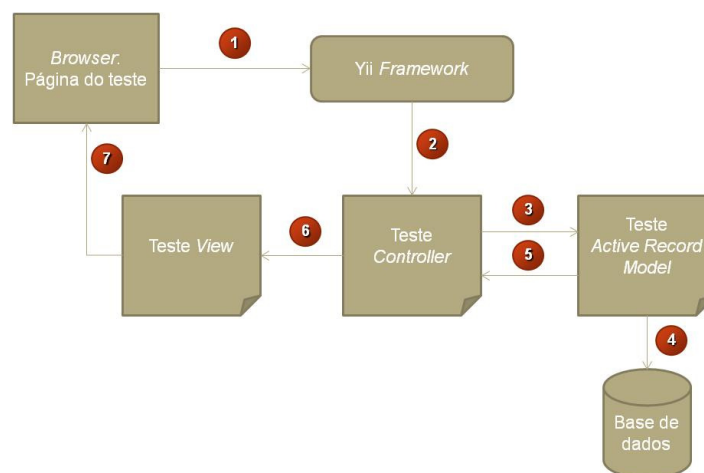 1
Browser:
Página do teste
Yii Framework
2
7
3
Teste
Active Record
Model
6
Teste
Controller
Teste View
5
4
Base de
dados